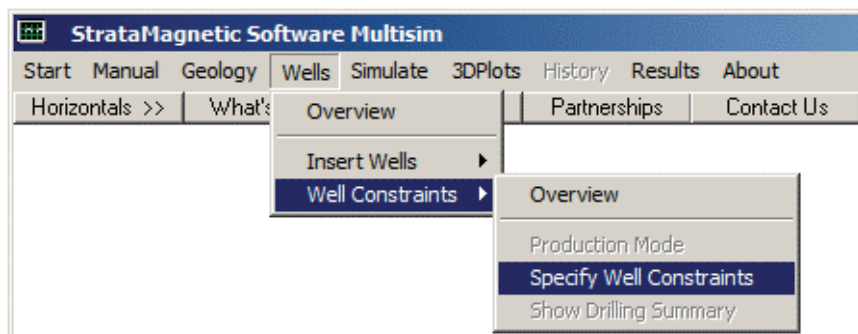 StrataMagnetic Software Multisim
Start Manual Geology Wells Simulate 3DPlots History Results About
Horizontals >> What's Partnerships Contact Us
Overview
Insert Wells
Well Constraints
Overview
Production Mode
Specify Well Constraints
Show Drilling Summary